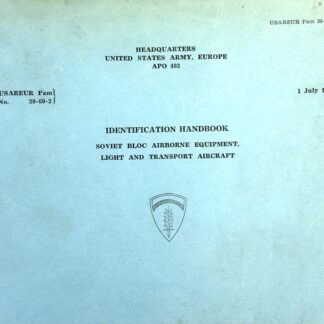 USAREUR Pam 30-
HEADQUARTERS
UNITED STATES ARMY, EUROPE
APO 403
USAREUR Pam
No. 30-60-2
1 July 1
IDENTIFICATION HANDBOOK
SOVIET BLOC AIRBORNE EQUIPMENT,
LIGHT AND TRANSPORT AIRCRAFT